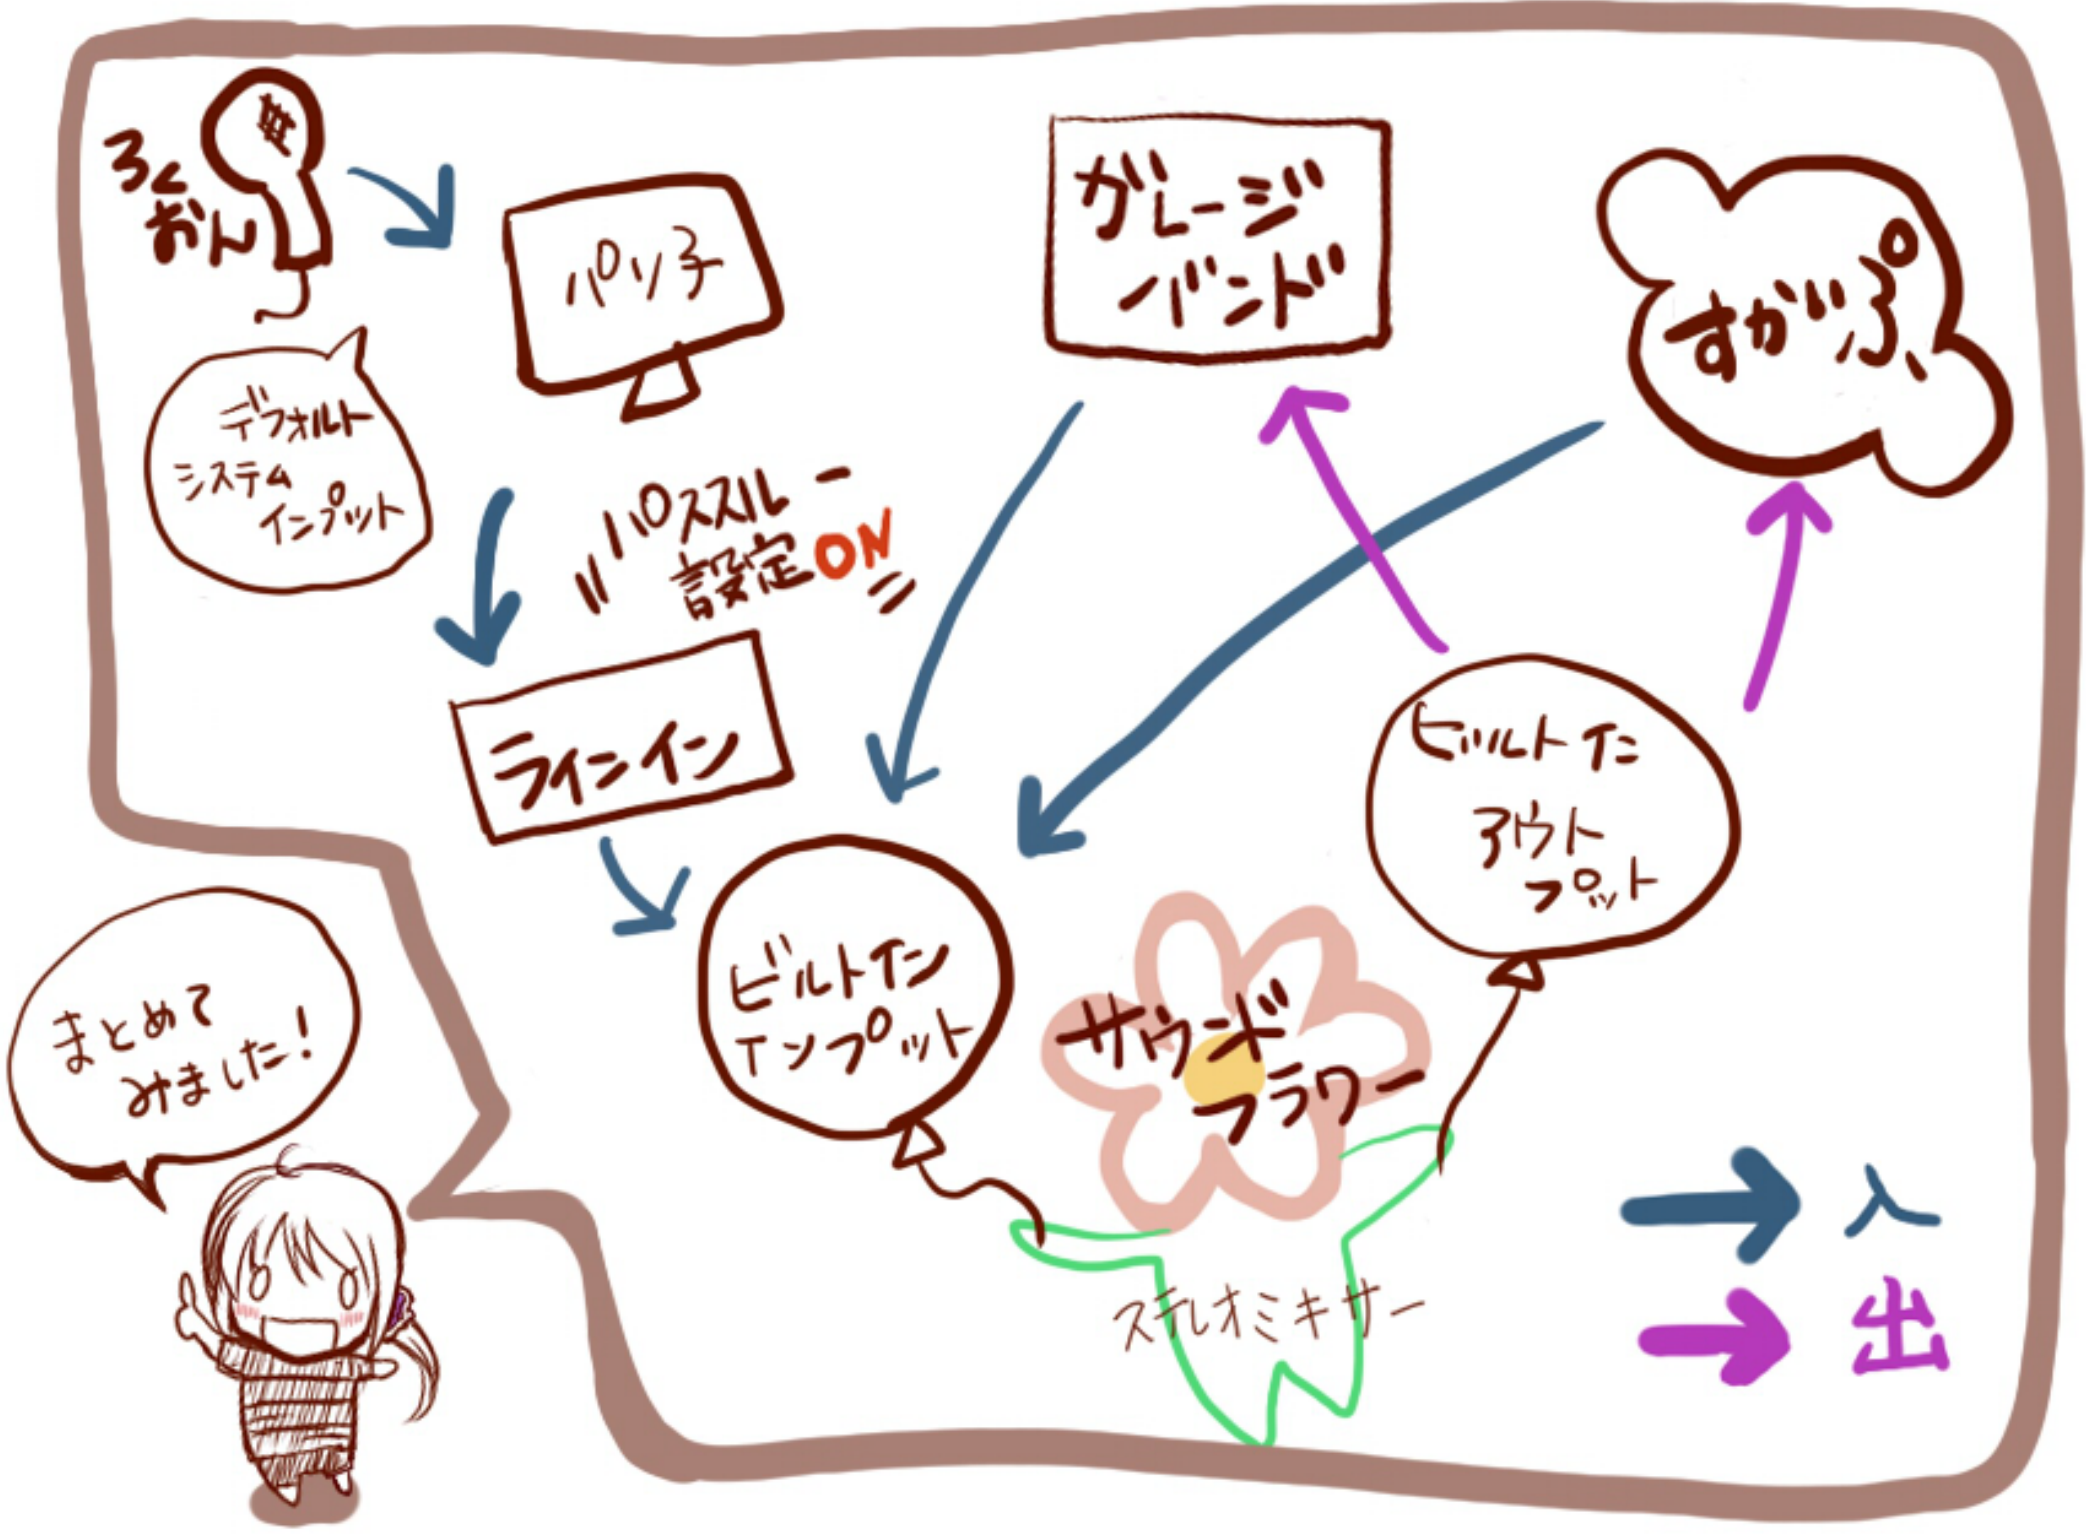 ろく
おん
パソ子
デフォルト
システム
インプット
パススルー
設定ON
ラインイン
ガレージ
バンド
すかいぷ
ビルトイン
インプット
ビルトイン
アウト
プット
サウンド
フラワー
ステレオミキサー
まとめて
みました!
入
出